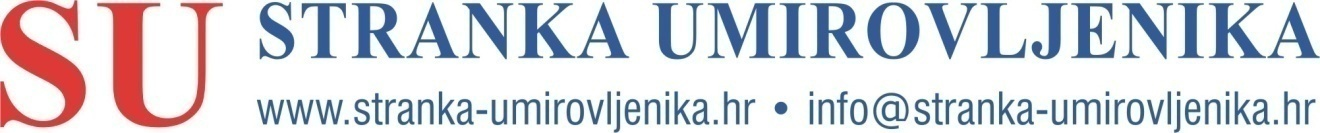 SU STRANKA UMIROVLJENIKA
www.stranka-umirovljenika.hr • info@stranka-umirovljenika.hr